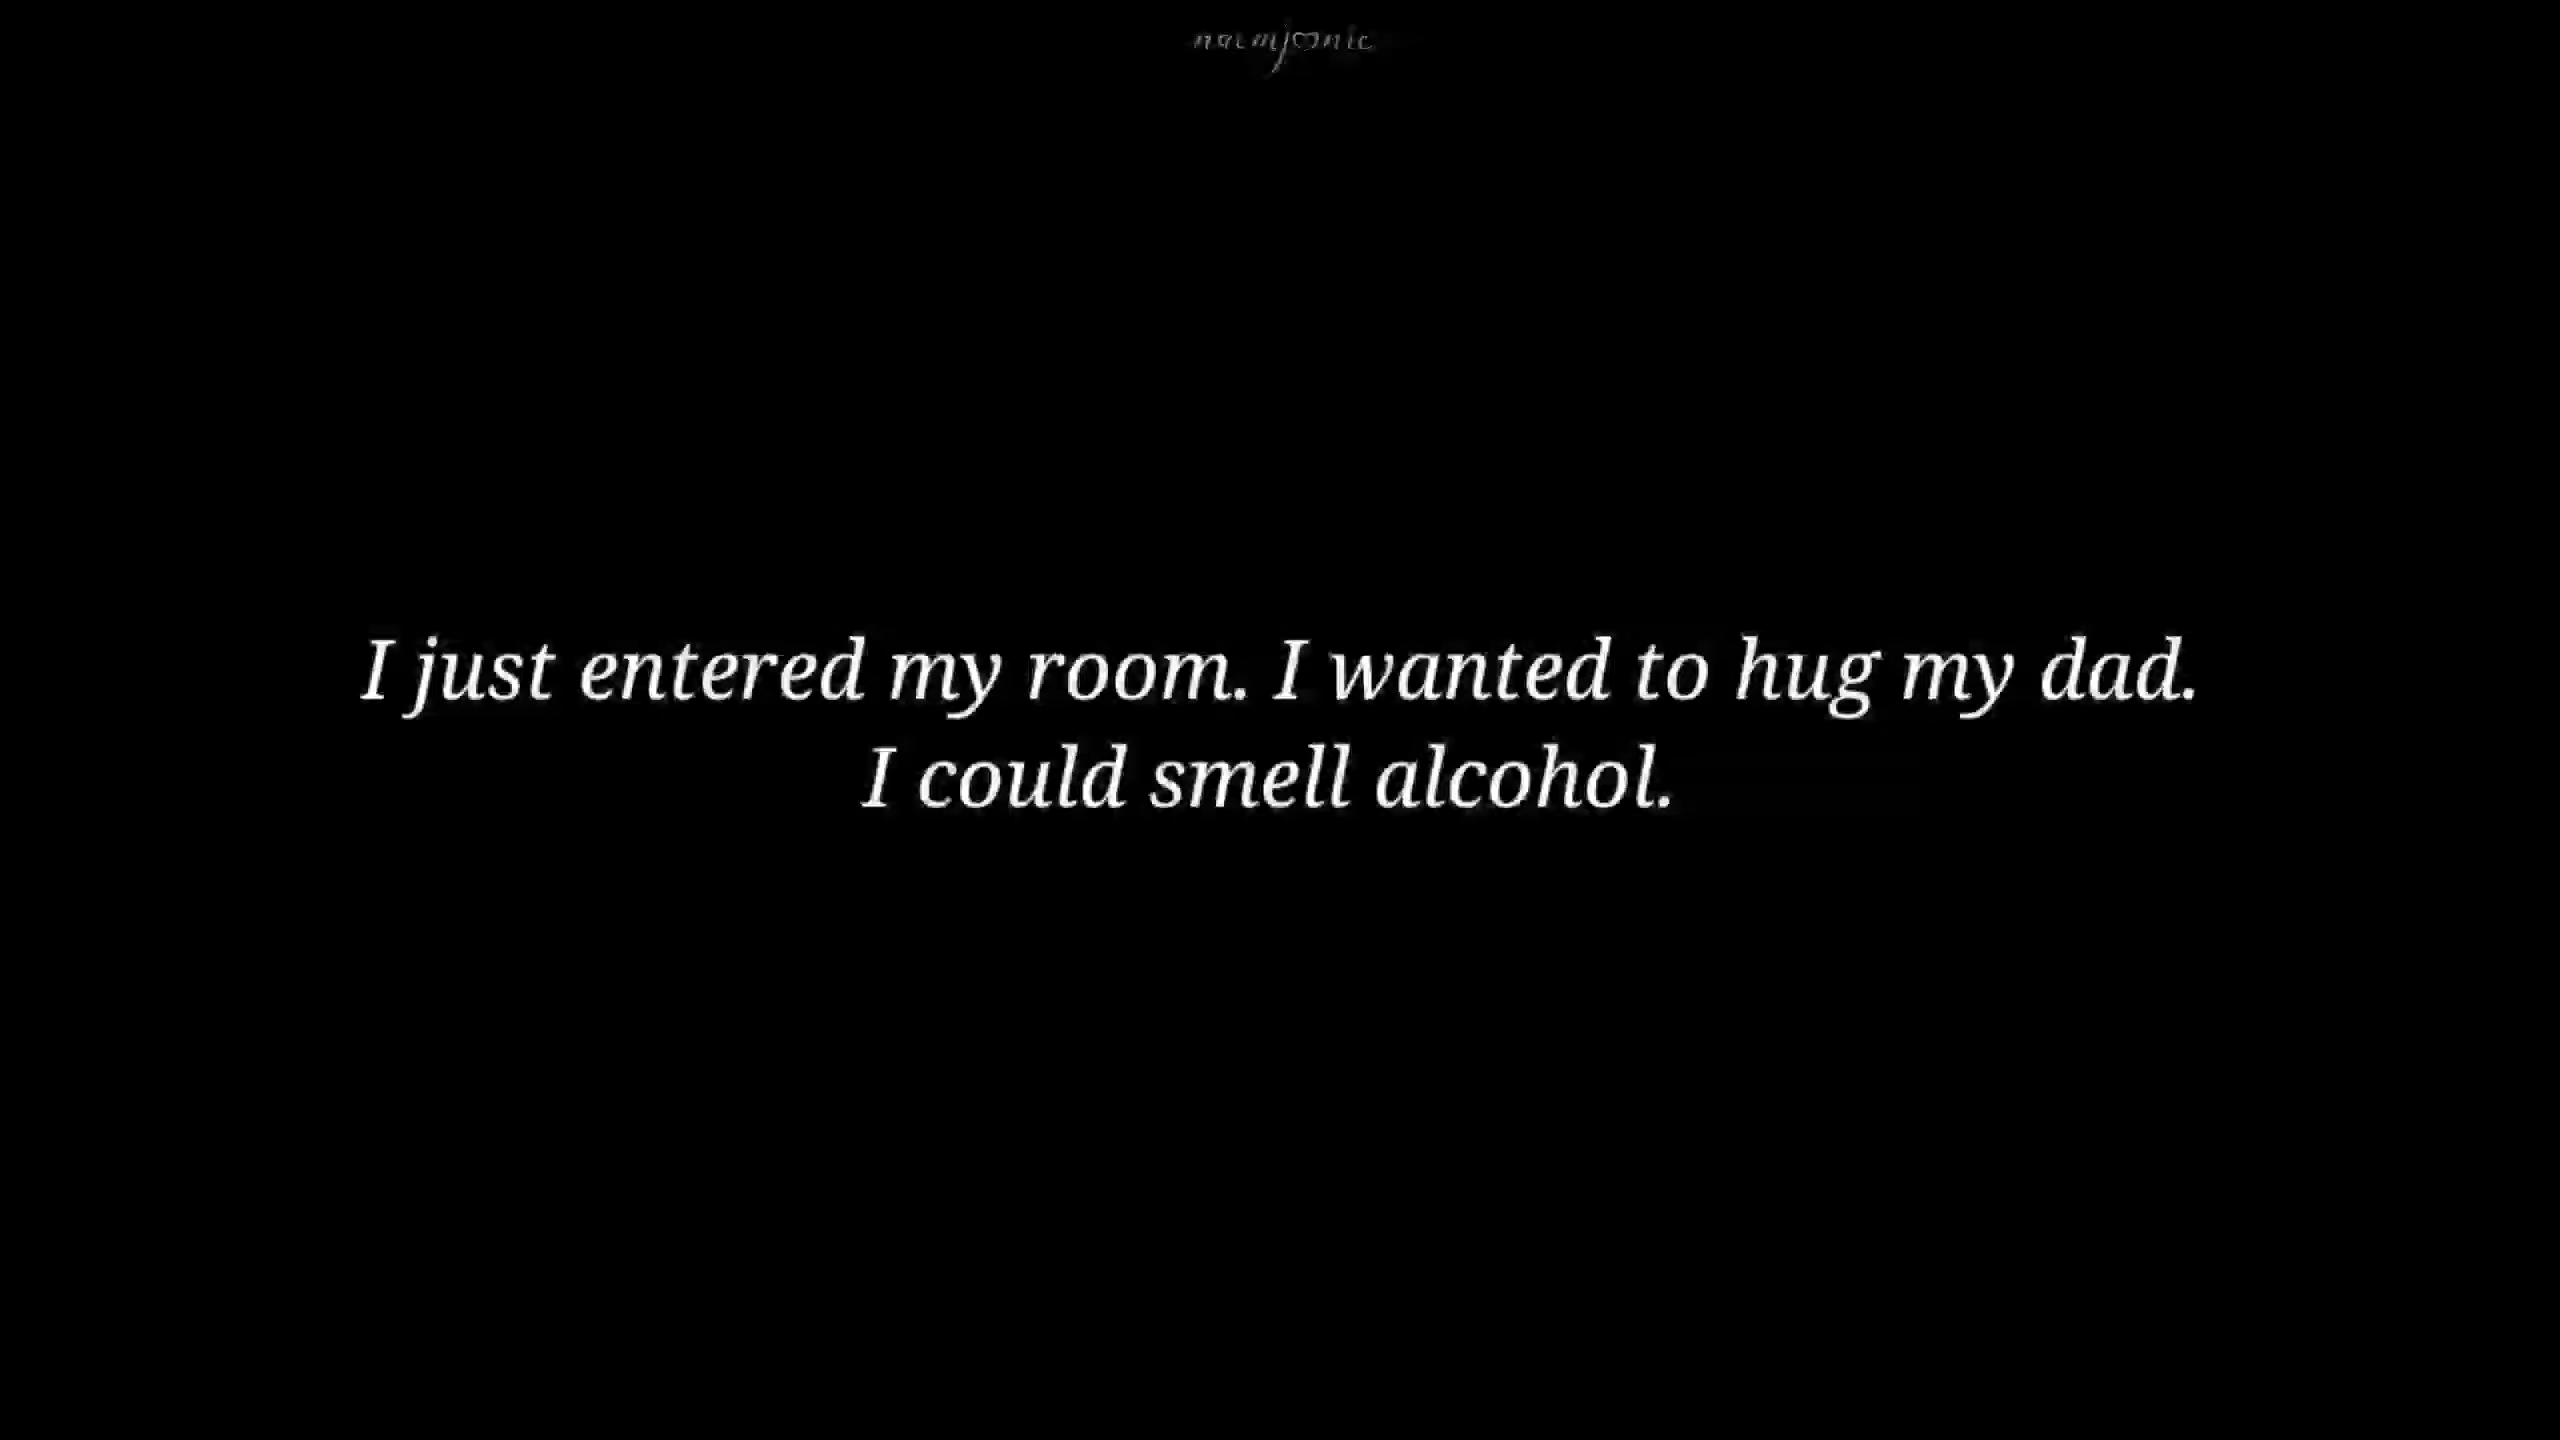 I just entered my room. I wanted to hug my dad.
I could smell alcohol.